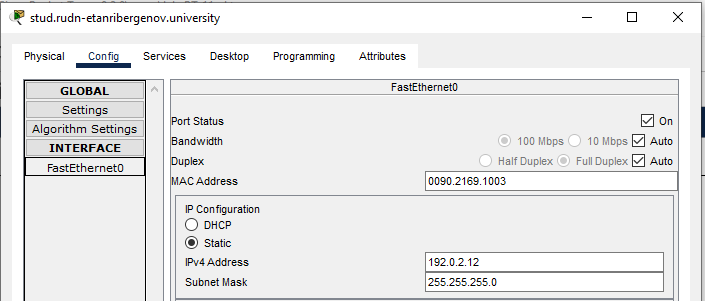 stud.rudn-etanribergenov.university
Physical Config Services Desktop Programming Attributes
GLOBAL
Settings
Algorithm Settings
INTERFACE
FastEthernet0
FastEthernet0
Port Status On
Bandwidth 100 Mbps 10 Mbps Auto
Duplex Half Duplex Full Duplex Auto
MAC Address 0090.2169.1003
IP Configuration
DHCP
Static
IPv4 Address 192.0.2.12
Subnet Mask 255.255.255.0